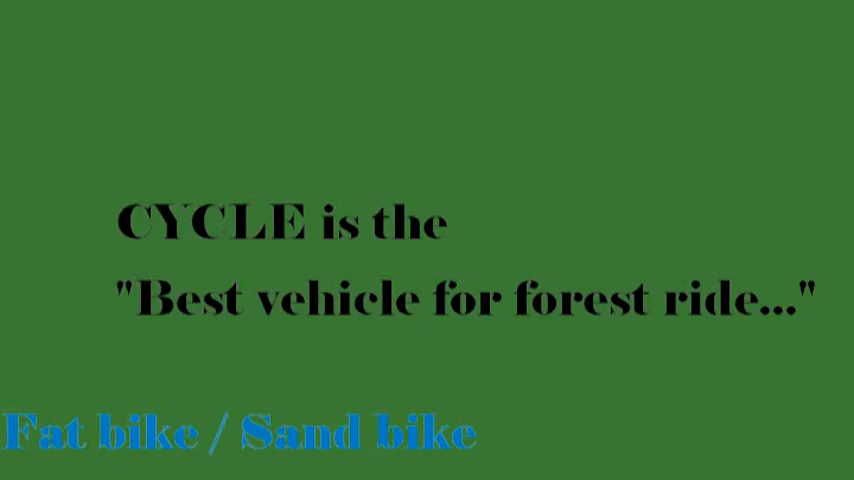 CYCLE is the
"Best vehicle for forest ride..."
Fat bike / Sand bike